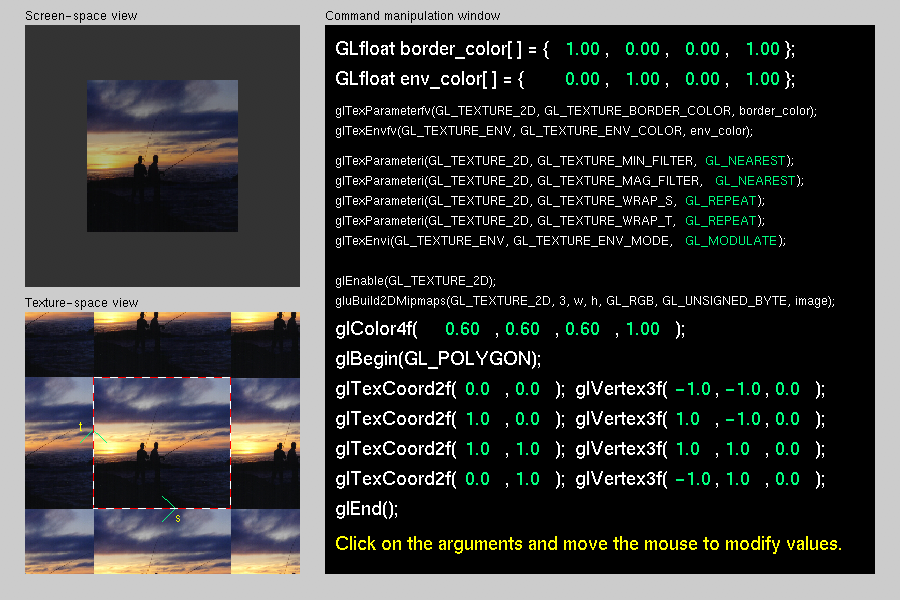 Screen-space view
Command manipulation window
GLfloat border_color[ ] = { 1.00 , 0.00 , 0.00 , 1.00 };
GLfloat env_color[ ] = { 0.00 , 1.00 , 0.00 , 1.00 };
glTexParameterfv(GL_TEXTURE_2D, GL_TEXTURE_BORDER_COLOR, border_color);
glTexEnvfv(GL_TEXTURE_ENV, GL_TEXTURE_ENV_COLOR, env_color);
glTexParameteri(GL_TEXTURE_2D, GL_TEXTURE_MIN_FILTER, GL_NEAREST);
glTexParameteri(GL_TEXTURE_2D, GL_TEXTURE_MAG_FILTER, GL_NEAREST);
glTexParameteri(GL_TEXTURE_2D, GL_TEXTURE_WRAP_S, GL_REPEAT);
glTexParameteri(GL_TEXTURE_2D, GL_TEXTURE_WRAP_T, GL_REPEAT);
glTexEnvi(GL_TEXTURE_ENV, GL_TEXTURE_ENV_MODE, GL_MODULATE);
glEnable(GL_TEXTURE_2D);
gluBuild2DMipmaps(GL_TEXTURE_2D, 3, w, h, GL_RGB, GL_UNSIGNED_BYTE, image);
glColor4f( 0.60 , 0.60 , 0.60 , 1.00 );
glBegin(GL_POLYGON);
glTexCoord2f( 0.0 , 0.0 ); glVertex3f( -1.0 , -1.0 , 0.0 );
glTexCoord2f( 1.0 , 0.0 ); glVertex3f( 1.0 , -1.0 , 0.0 );
glTexCoord2f( 1.0 , 1.0 ); glVertex3f( 1.0 , 1.0 , 0.0 );
glTexCoord2f( 0.0 , 1.0 ); glVertex3f( -1.0 , 1.0 , 0.0 );
glEnd();
Click on the arguments and move the mouse to modify values.
Texture-space view
t
s